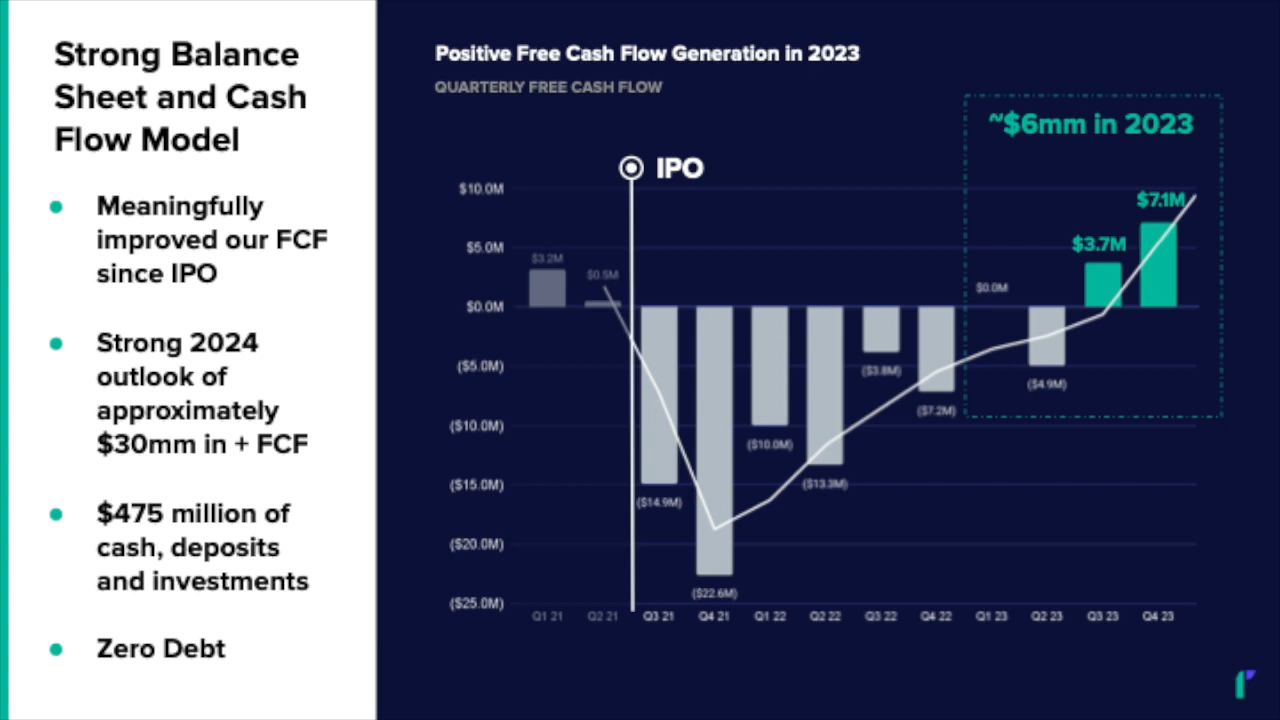 Strong Balance
Sheet and Cash
Flow Model
Meaningfully
improved our FCF
since IPO
Strong 2024
outlook of
approximately
$30mm in + FCF
$475 million of
cash, deposits
and investments
Zero Debt
Positive Free Cash Flow Generation in 2023
QUARTERLY FREE CASH FLOW
~$6mm in 2023
IPO
$10.0M
$5.0M
$0.0M
($5.0M)
($10.0M)
($15.0M)
($20.0M)
($25.0M)
$3.2M
$0.5M
($14.9M)
($22.6M)
($10.0M)
($13.3M)
($3.8M)
($7.2M)
$0.0M
($4.9M)
$3.7M
$7.1M
Q1 21 Q2 21 Q3 21 Q4 21 Q1 22 Q2 22 Q3 22 Q4 22 Q1 23 Q2 23 Q3 23 Q4 23